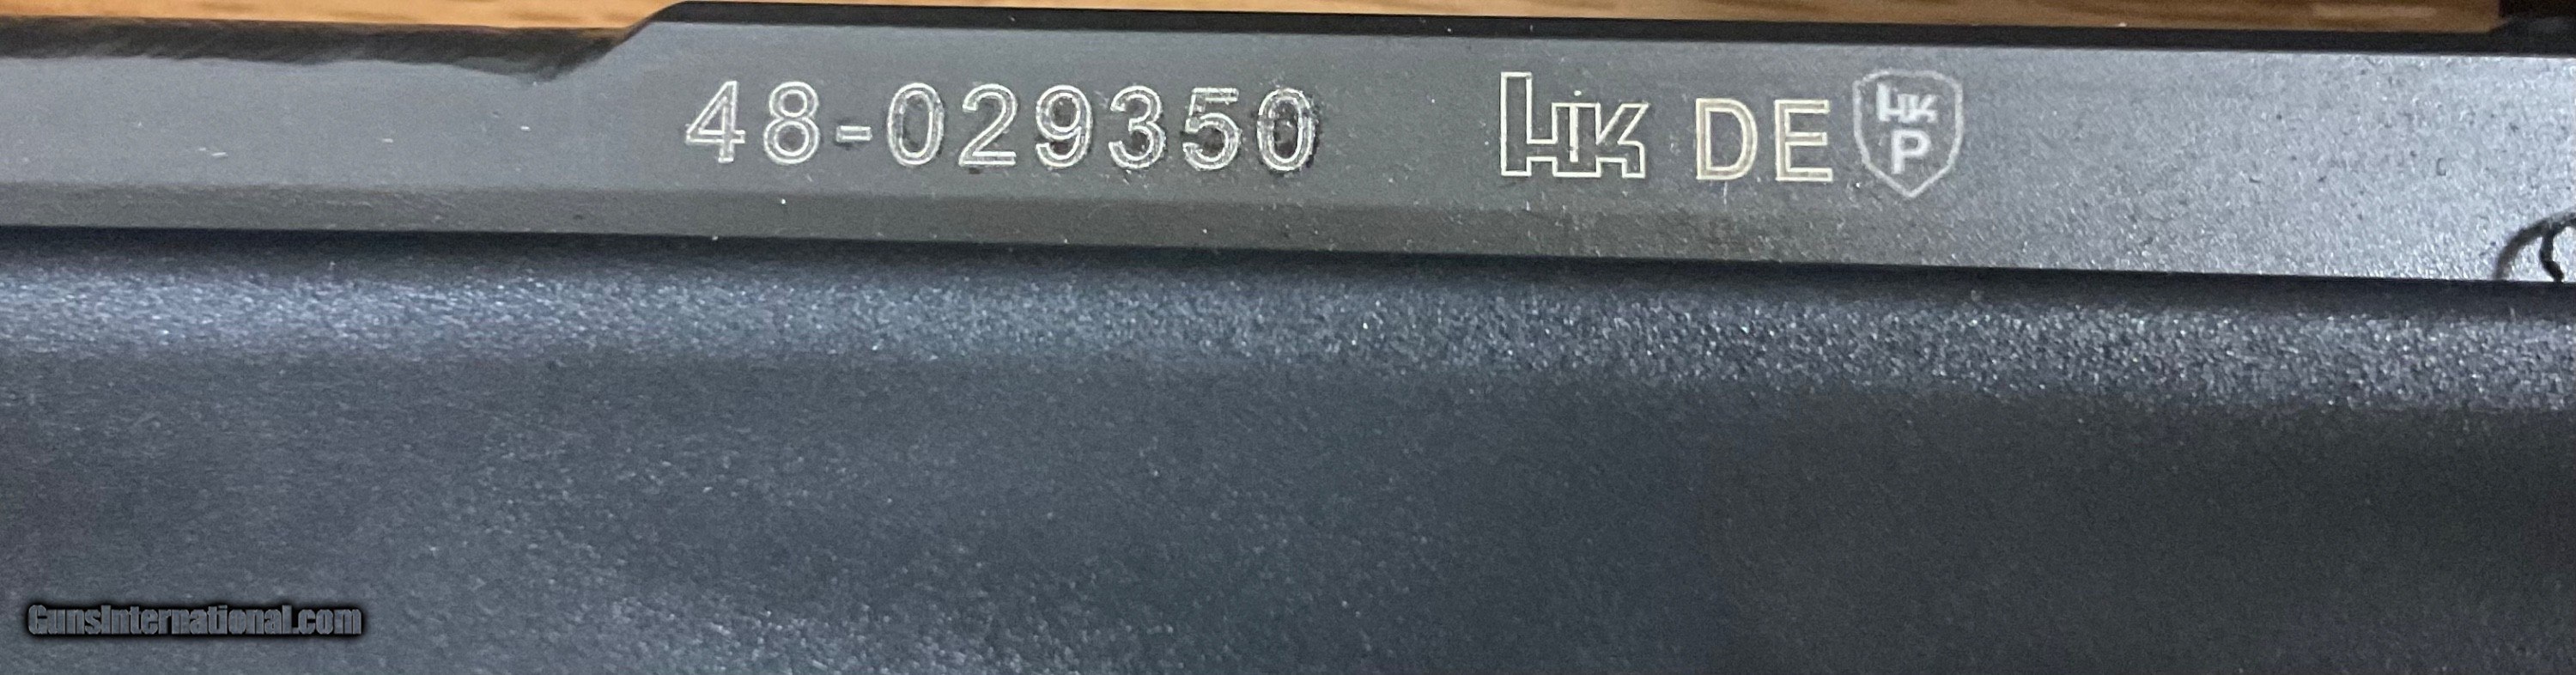 48-029350 HK DE HK P
GunsInternational.com